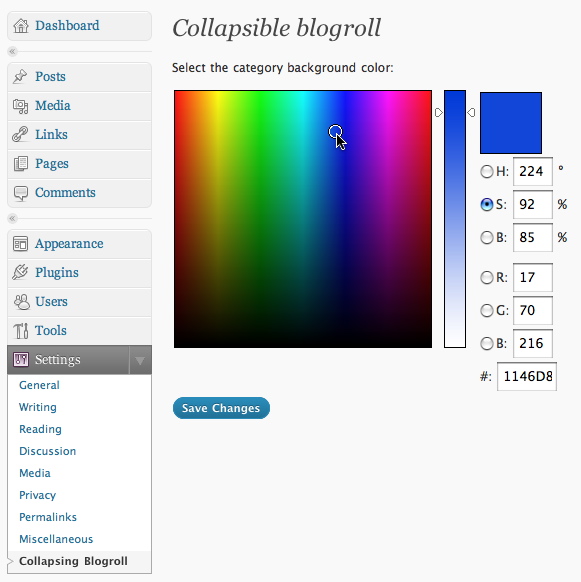 Dashboard
Posts
Media
Links
Pages
Comments
Appearance
Plugins
Users
Tools
Settings
General
Writing
Reading
Discussion
Media
Privacy
Permalinks
Miscellaneous
Collapsing Blogroll
Collapsible blogroll
Select the category background color:
H: 224 °
S: 92 %
B: 85 %
R: 17
G: 70
B: 216
#: 1146D8
Save Changes